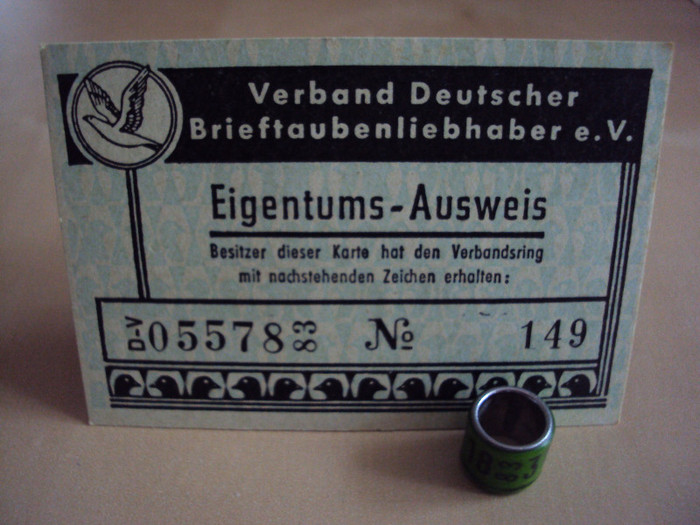 Verband Deutscher
Brieftaubenliebhaber e.V.
Eigentums-Ausweis
Besitzer dieser Karte hat den Verbandsring
mit nachstehenden Zeichen erhalten:
D-V 05578 83 № 149